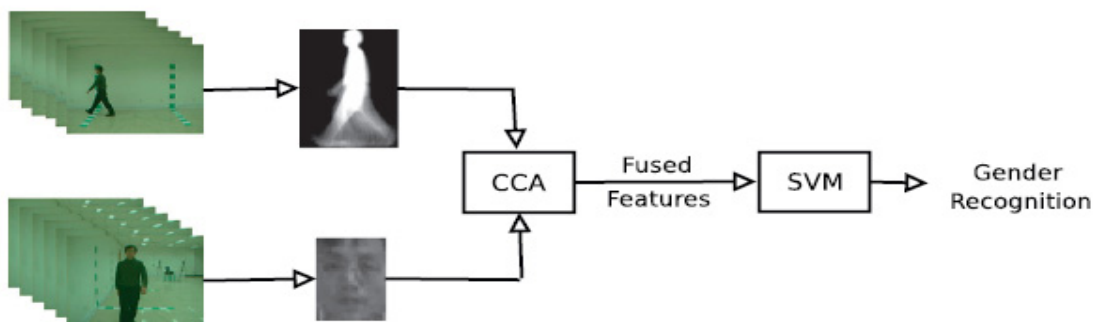 CCA
Fused
Features
SVM
Gender
Recognition